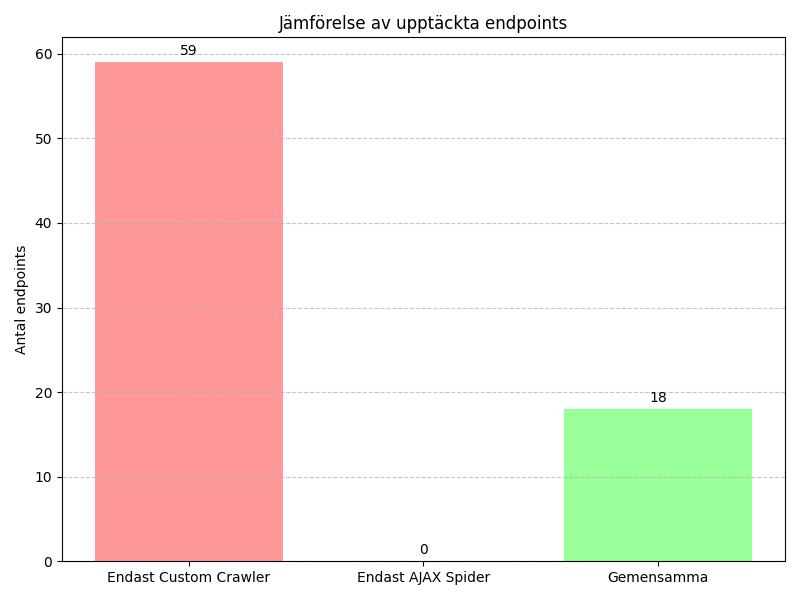 Jämförelse av upptäckta endpoints
Antal endpoints
60
50
40
30
20
10
0
59
0
18
Endast Custom Crawler
Endast AJAX Spider
Gemensamma